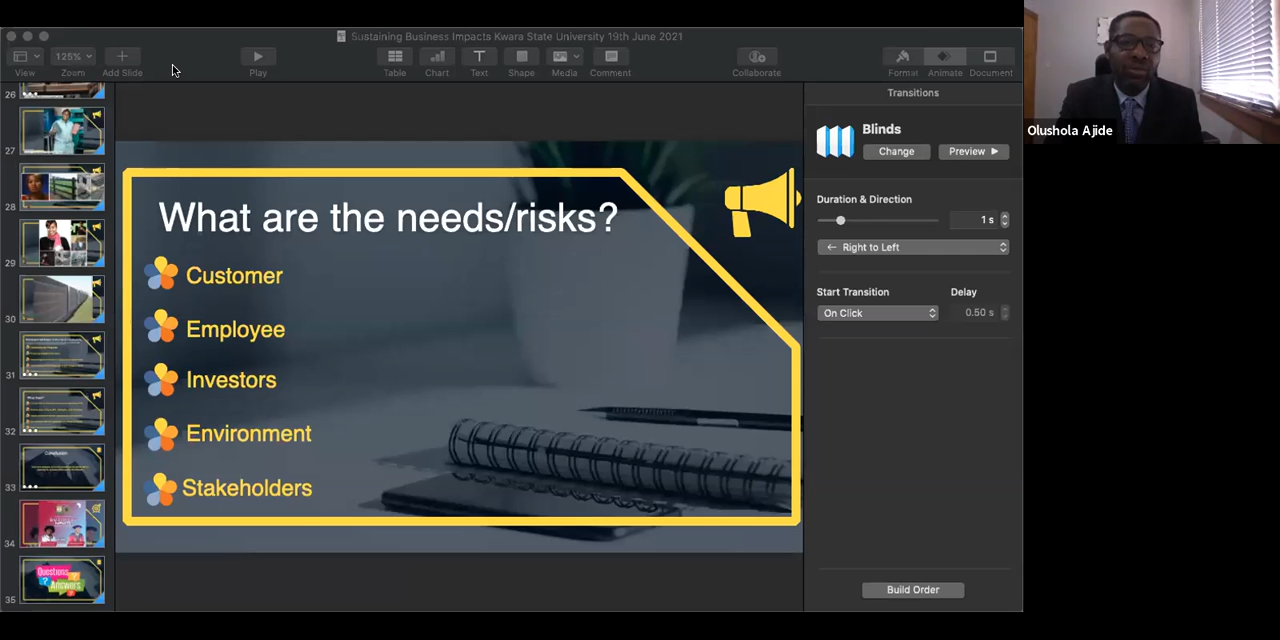 Sustaining Business Impacts Kwara State University 19th June 2021
125%
View
Zoom
Add Slide
Play
Table
Chart
Text
Shape
Media
Comment
Collaborate
Format
Animate
Document
26
27
28
29
30
31
32
33
34
35
Conclusion
Questions
Answers
What are the needs/risks?
Customer
Employee
Investors
Environment
Stakeholders
Transitions
Blinds
Change
Preview
Duration & Direction
1 s
Right to Left
Start Transition
Delay
On Click
0.50 s
Build Order
Olushola Ajide